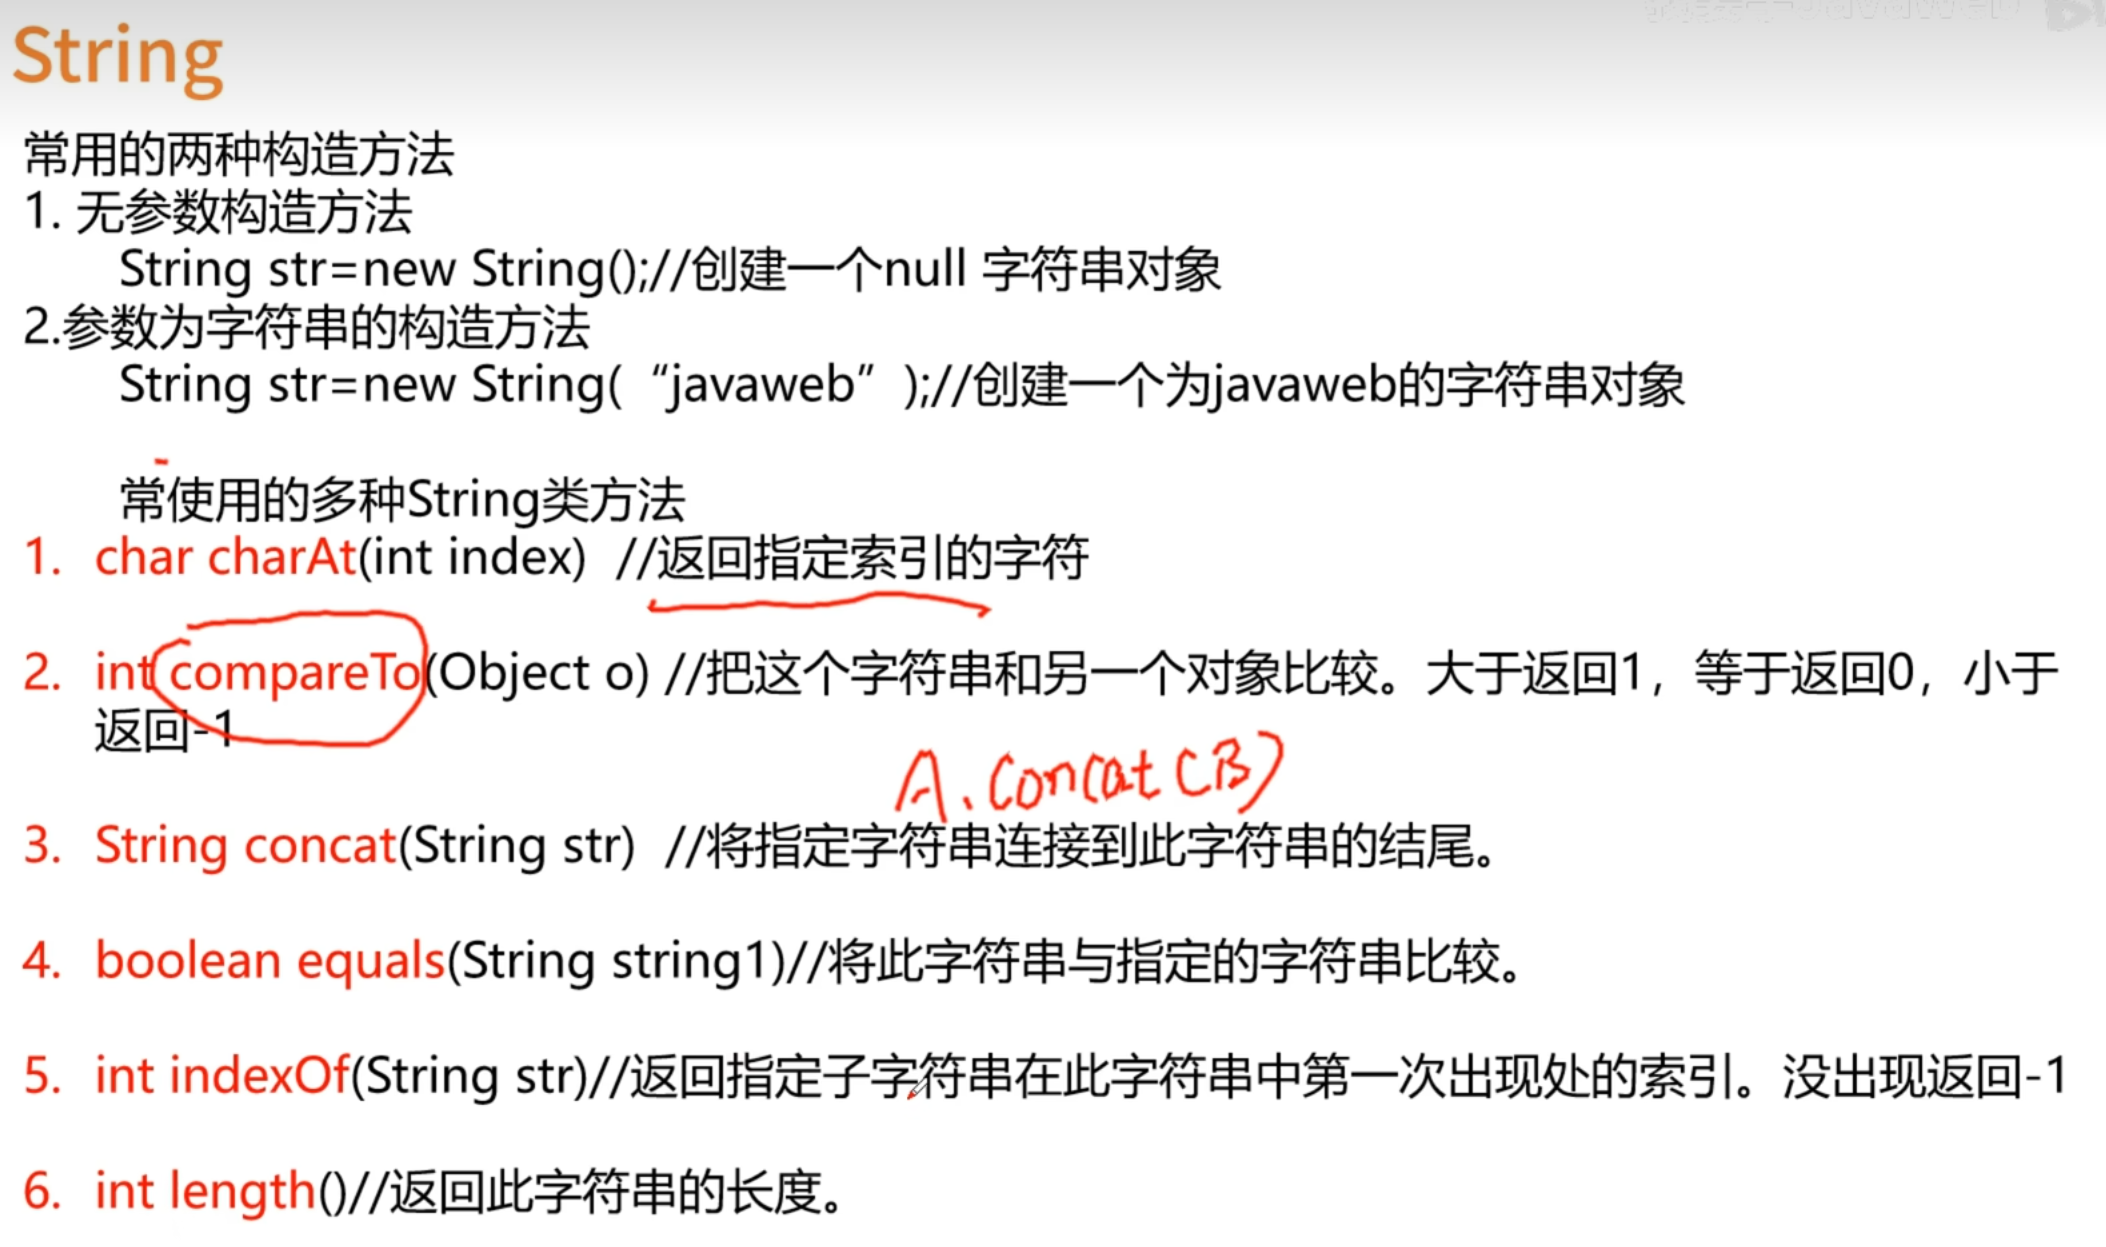 String
常用的两种构造方法
1. 无参数构造方法
String str=new String();//创建一个null 字符串对象
2.参数为字符串的构造方法
String str=new String(“javaweb”);//创建一个为javaweb的字符串对象
常使用的多种String类方法
1. char charAt(int index) //返回指定索引的字符
2. int compareTo(Object o) //把这个字符串和另一个对象比较。大于返回1，等于返回0，小于
返回-1
A.concat(B)
3. String concat(String str) //将指定字符串连接到此字符串的结尾。
4. boolean equals(String string1)//将此字符串与指定的字符串比较。
5. int indexOf(String str)//返回指定子字符串在此字符串中第一次出现处的索引。没出现返回-1
6. int length()//返回此字符串的长度。